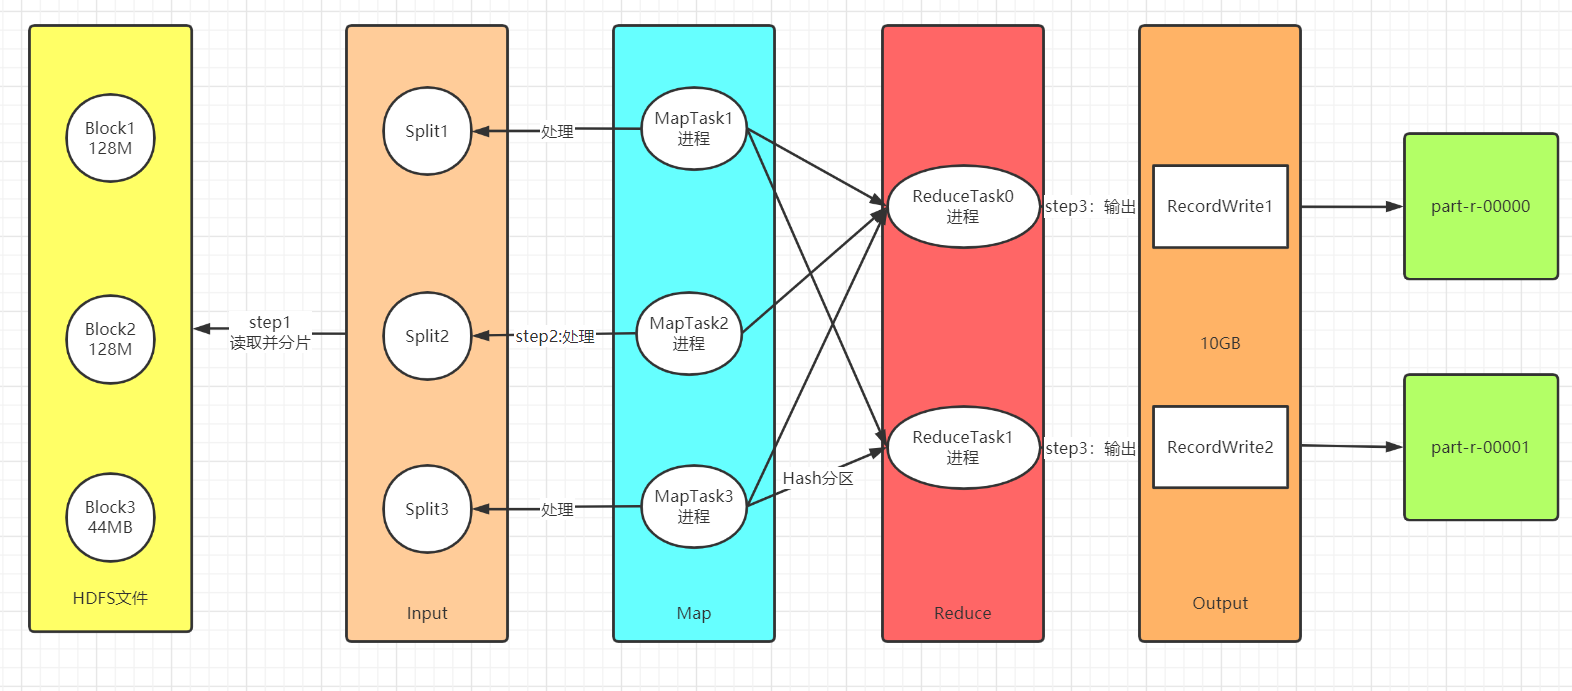 Block1
128M
Block2
128M
Block3
44MB
HDFS文件
step1
读取并分片
Split1
Split2
Split3
Input
处理
step2:处理
处理
MapTask1
进程
MapTask2
进程
MapTask3
进程
Map
Hash分区
ReduceTask0
进程
ReduceTask1
进程
Reduce
step3：输出
step3：输出
RecordWrite1
10GB
RecordWrite2
Output
part-r-00000
part-r-00001